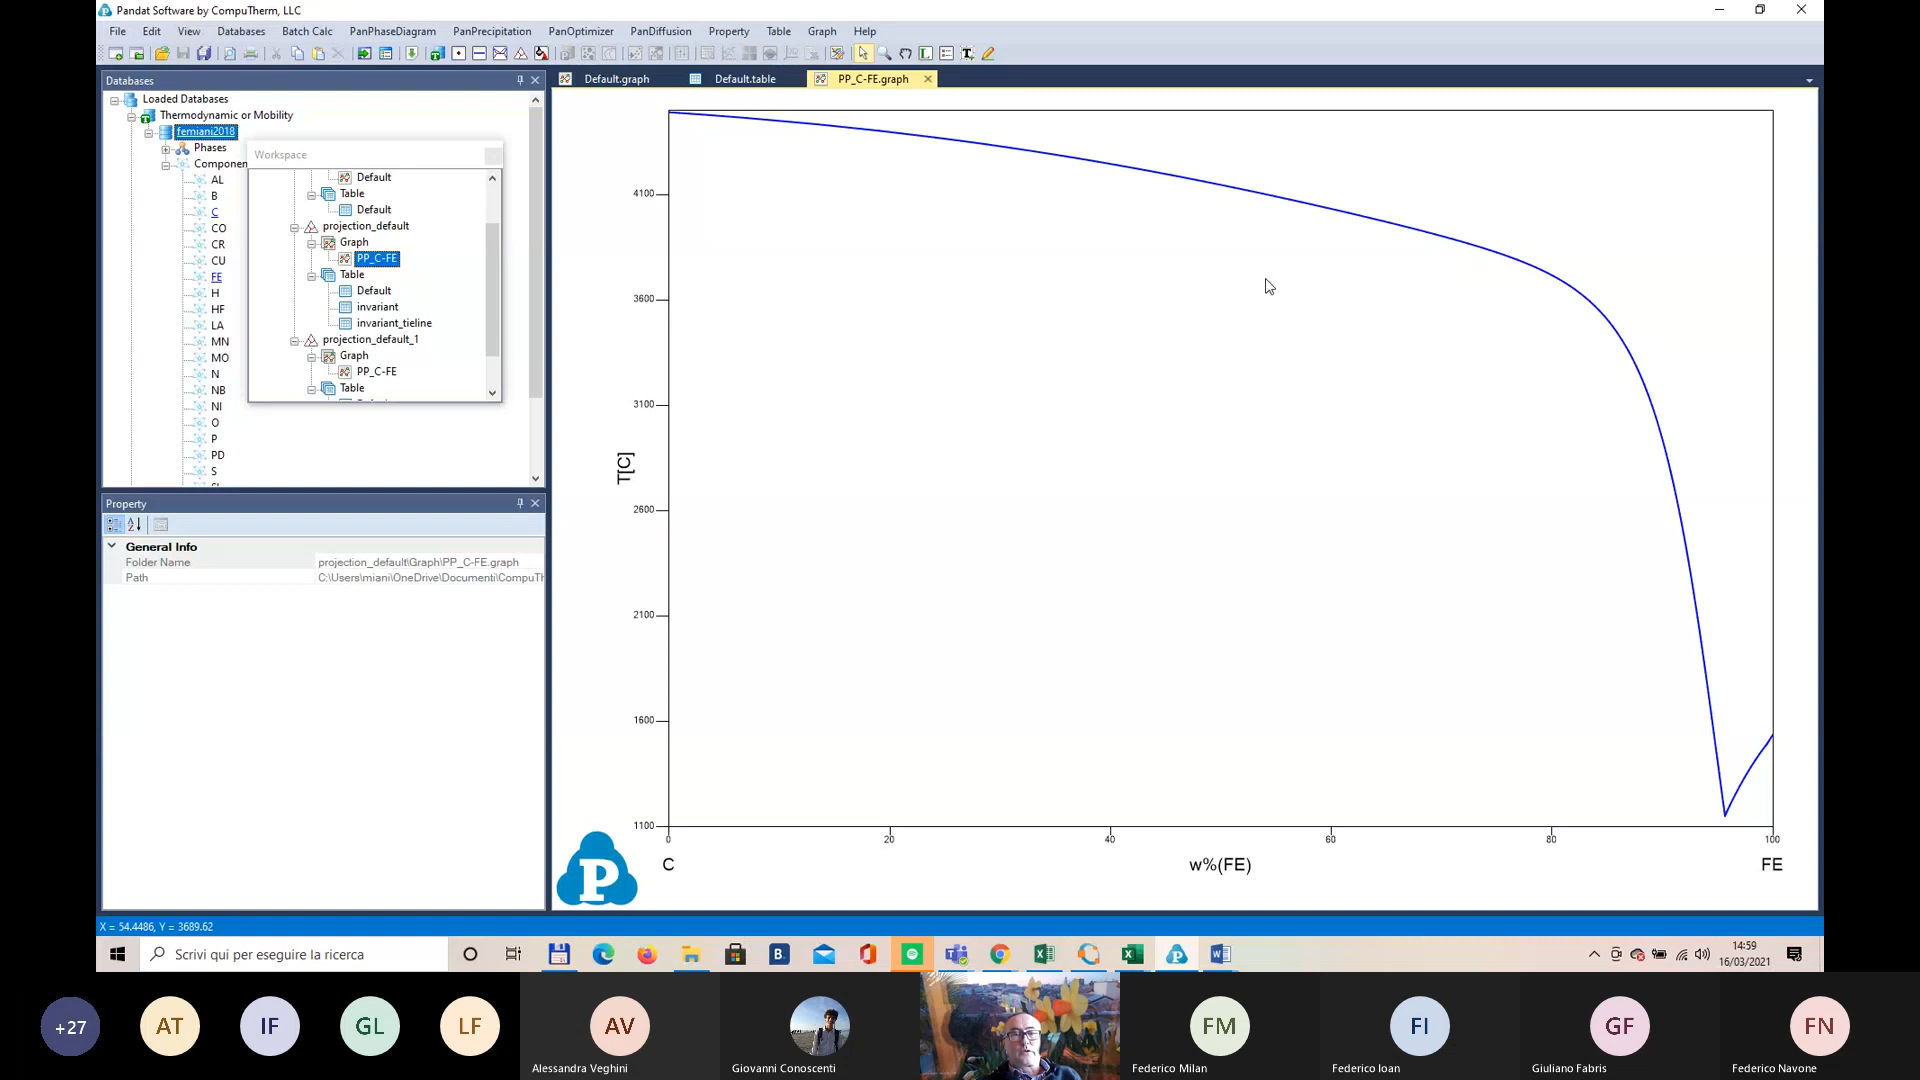 Pandat Software by CompuTherm, LLC
File Edit View Databases Batch Calc PanPhaseDiagram PanPrecipitation PanOptimizer PanDiffusion Property Table Graph Help
Databases
Default.graph Default.table PP_C-FE.graph
Loaded Databases
Thermodynamic or Mobility
femiani2018
Phases
Componen
AL
B
C
CO
CR
CU
FE
H
HF
LA
MN
MO
N
NB
NI
O
P
PD
S
Workspace
Default
Table
Default
projection_default
Graph
PP_C-FE
Table
Default
invariant
invariant_tieline
projection_default_1
Graph
PP_C-FE
Table
Property
General Info
Folder Name projection_default\Graph\PP_C-FE.graph
Path C:\Users\miani\OneDrive\Documenti\CompuTh
T[C]
4100
3600
3100
2600
2100
1600
1100
0 20 40 60 80 100
C w%(FE) FE
P
X = 54.4486, Y = 3689.62
Scrivi qui per eseguire la ricerca
14:59
16/03/2021
+27 AT IF GL LF AV FM FI GF FN
Alessandra Veghini Giovanni Conoscenti Federico Milan Federico Ioan Giuliano Fabris Federico Navone